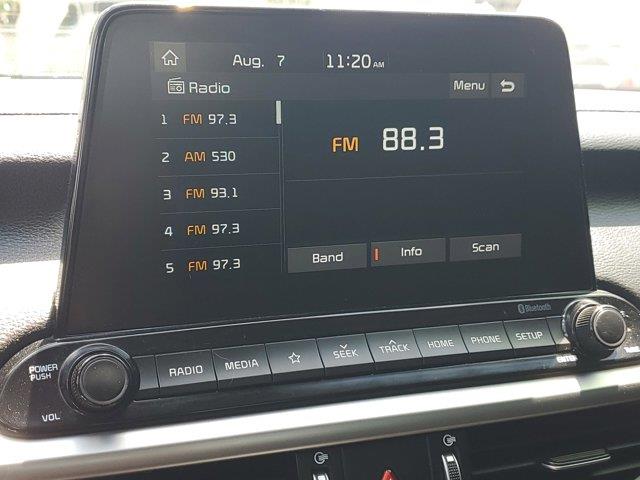 Aug. 7 11:20 AM
Radio Menu
1 FM 97.3
2 AM 530
3 FM 93.1
4 FM 97.3
5 FM 97.3
FM 88.3
Band Info Scan
Bluetooth
POWER
PUSH
RADIO MEDIA SEEK TRACK HOME PHONE SETUP
ENTER
VOL